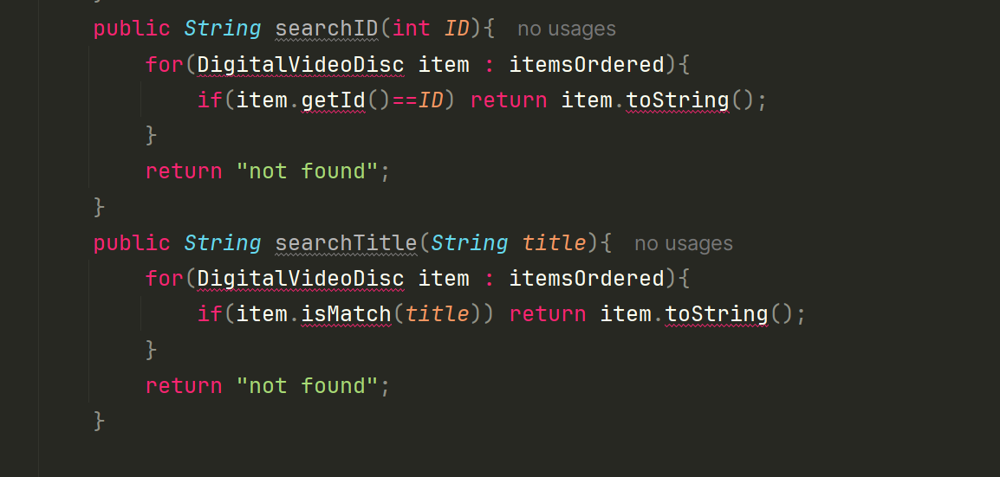 public String searchID(int ID){ no usages
for(DigitalVideoDisc item : itemsOrdered){
if(item.getId()==ID) return item.toString();
}
return "not found";
}
public String searchTitle(String title){ no usages
for(DigitalVideoDisc item : itemsOrdered){
if(item.isMatch(title)) return item.toString();
}
return "not found";
}